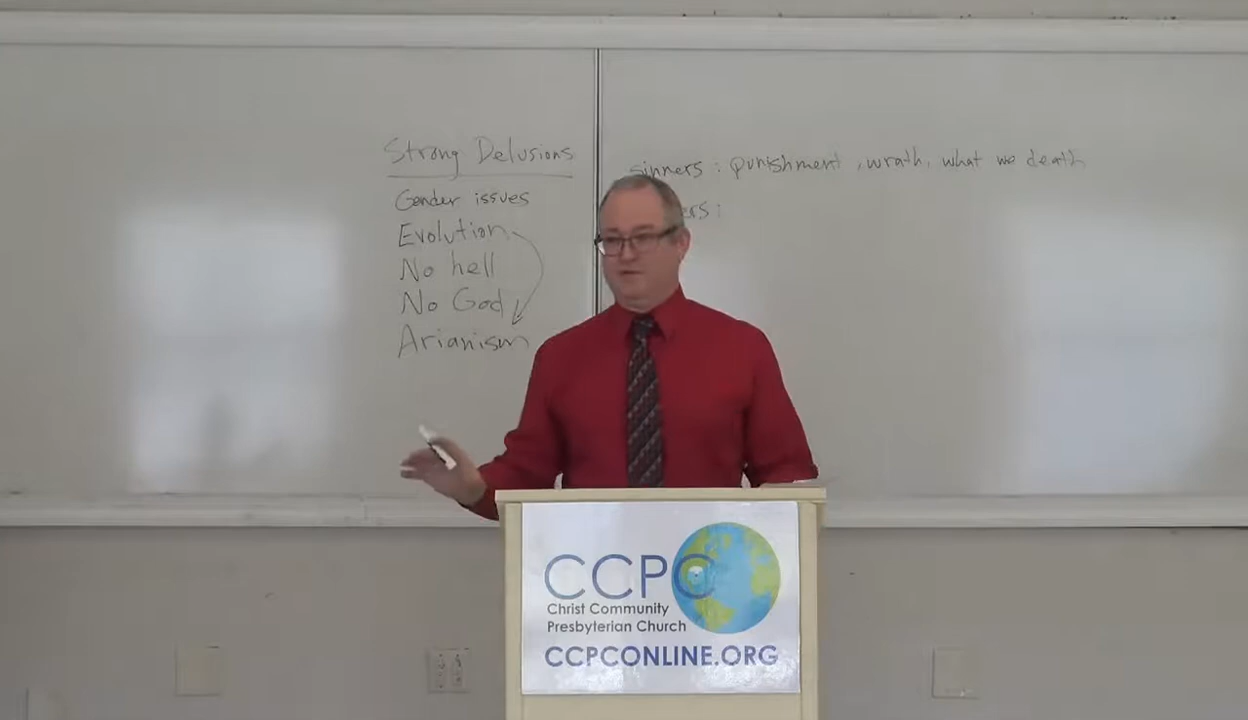 Strong Delusions
Gender issues
Evolution
No hell
No God
Arianism
sinners: punishment, wrath, what we death
ers:
CCPC
Christ Community
Presbyterian Church
CCPCONLINE.ORG